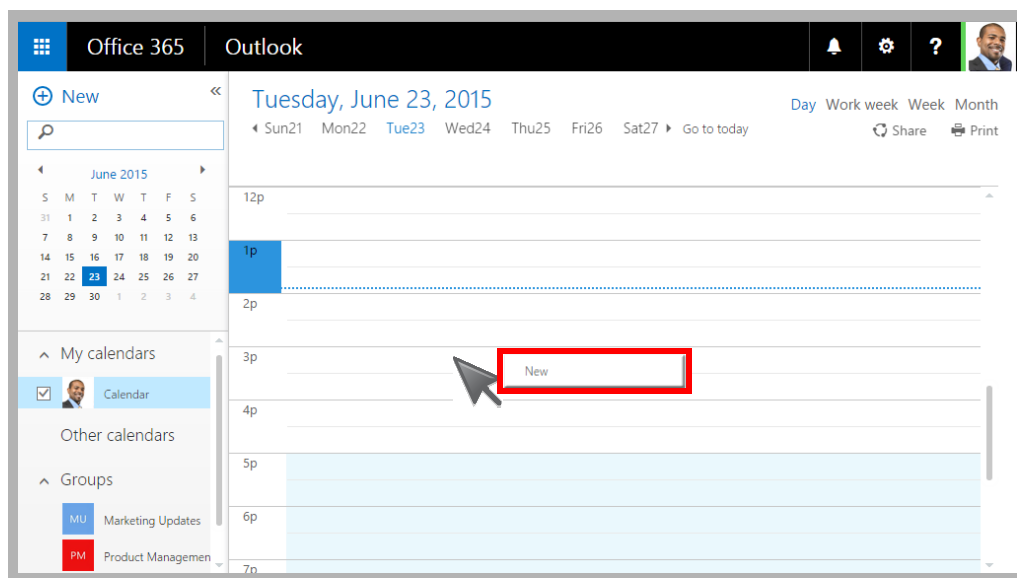 Office 365 Outlook ?
New «
Tuesday, June 23, 2015
Day Work week Week Month
Sun21 Mon22 Tue23 Wed24 Thu25 Fri26 Sat27 Go to today
Share Print
June 2015
S M T W T F S
31 1 2 3 4 5 6
7 8 9 10 11 12 13
14 15 16 17 18 19 20
21 22 23 24 25 26 27
28 29 30 1 2 3 4
My calendars
Calendar
Other calendars
Groups
MU Marketing Updates
PM Product Managemen
12p
1p
2p
3p
New
4p
5p
6p
7p